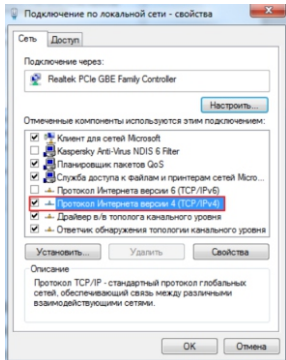 Подключение по локальной сети - свойства
Сеть
Доступ
Подключение через:
Realtek PCIe GBE Family Controller
Настроить...
Отмеченные компоненты используются этим подключением:
Клиент для сетей Microsoft
Kaspersky Anti-Virus NDIS 6 Filter
Планировщик пакетов QoS
Служба доступа к файлам и принтерам сетей Micro...
Протокол Интернета версии 6 (TCP/IPv6)
Протокол Интернета версии 4 (TCP/IPv4)
Драйвер в/в тополога канального уровня
Ответчик обнаружения топологии канального уровня
Установить...
Удалить
Свойства
Описание
Протокол TCP/IP - стандартный протокол глобальных
сетей, обеспечивающий связь между различными
взаимодействующими сетями.
OK
Отмена